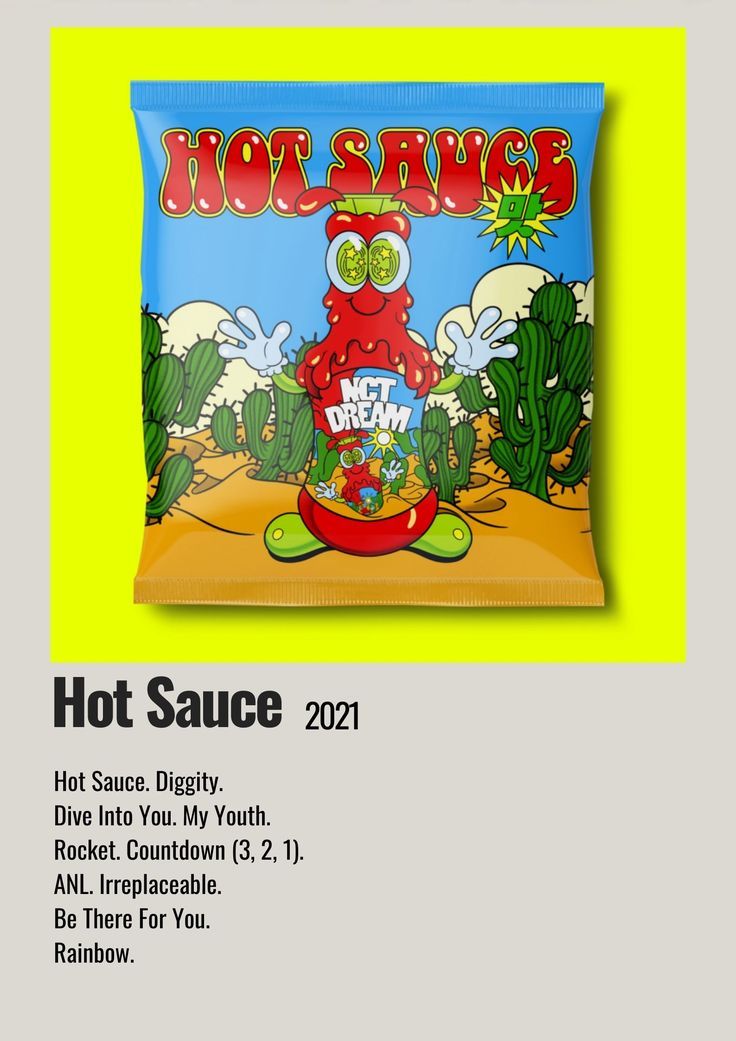 HOT SAUCE
맛
NCT
DREAM
Hot Sauce 2021
Hot Sauce. Diggity.
Dive Into You. My Youth.
Rocket. Countdown (3, 2, 1).
ANL. Irreplaceable.
Be There For You.
Rainbow.